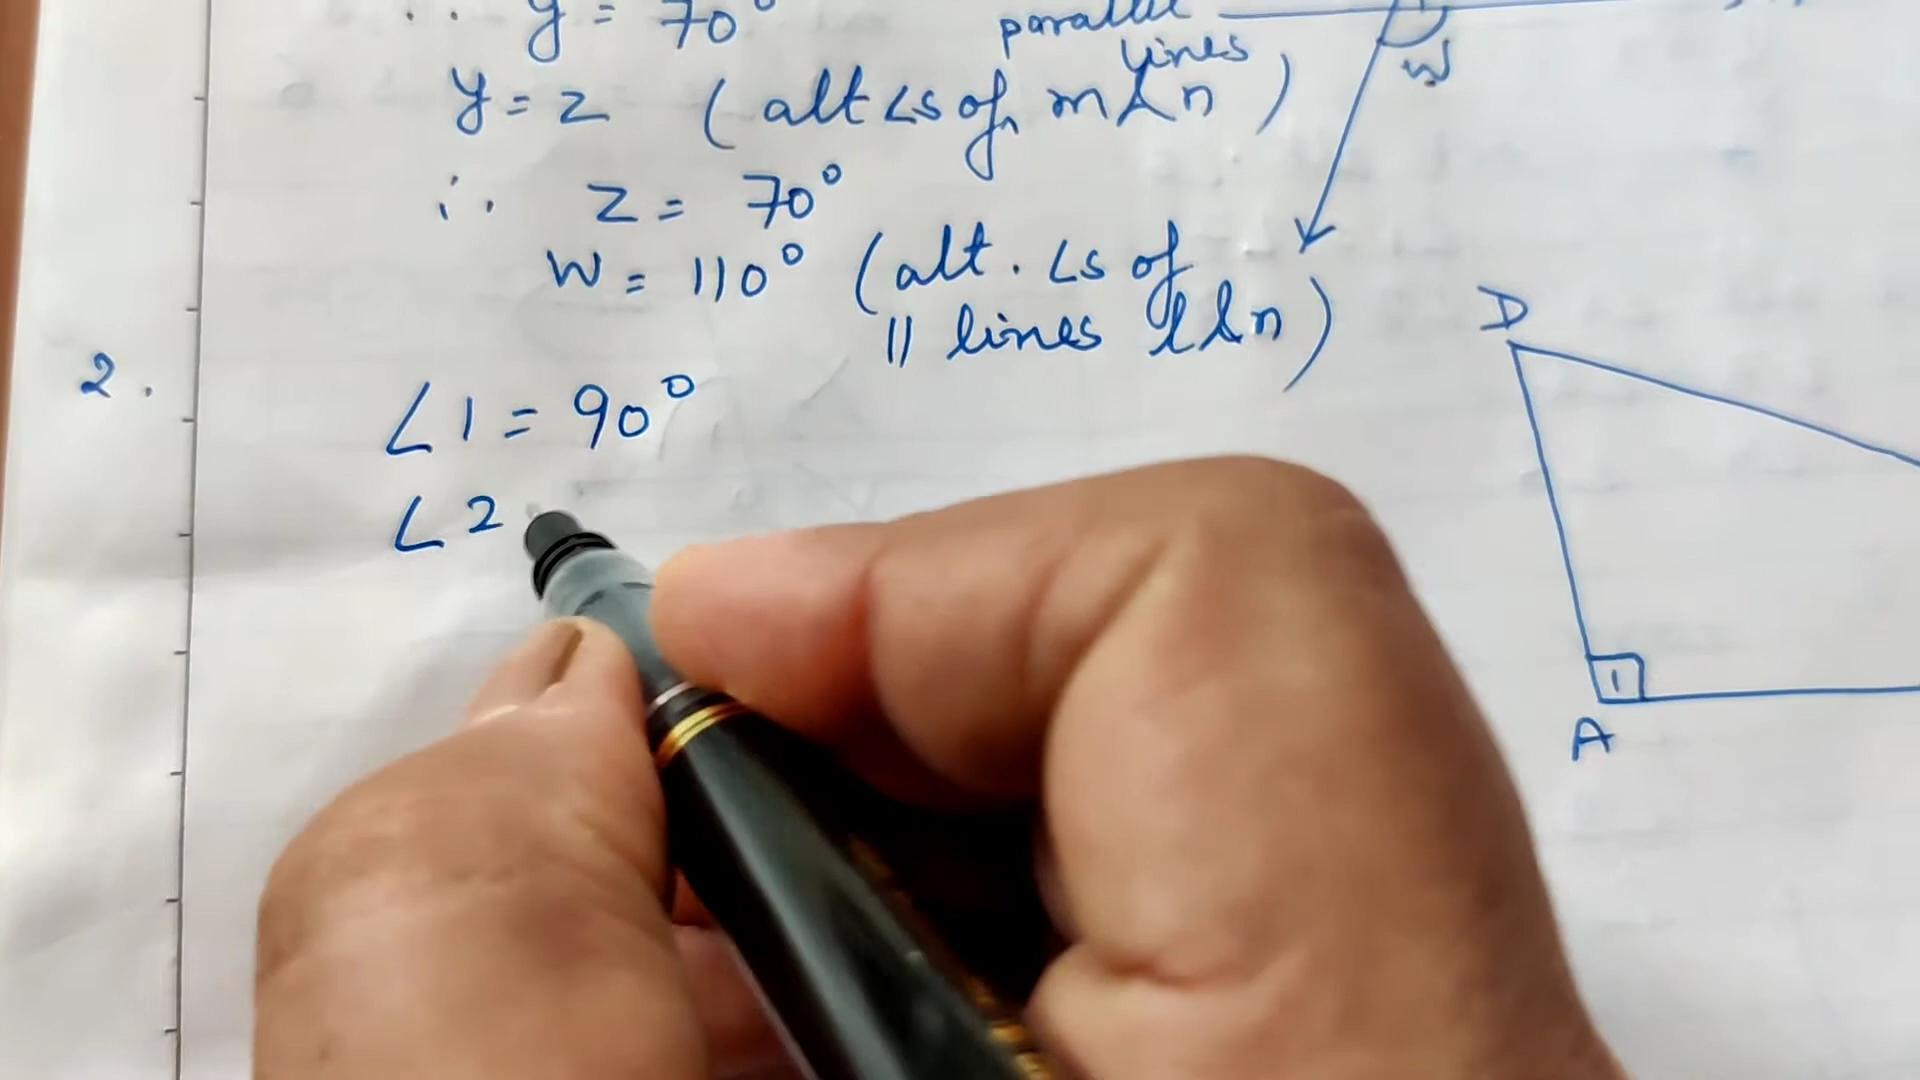 ∴ y = 70°
parallel
lines
y = z ( alt ∠s of ∧ m & n )
∴ z = 70°
w = 110° (alt. ∠s of
|| lines l & n )
w
2. ∠1 = 90°
∠2
D
1
A